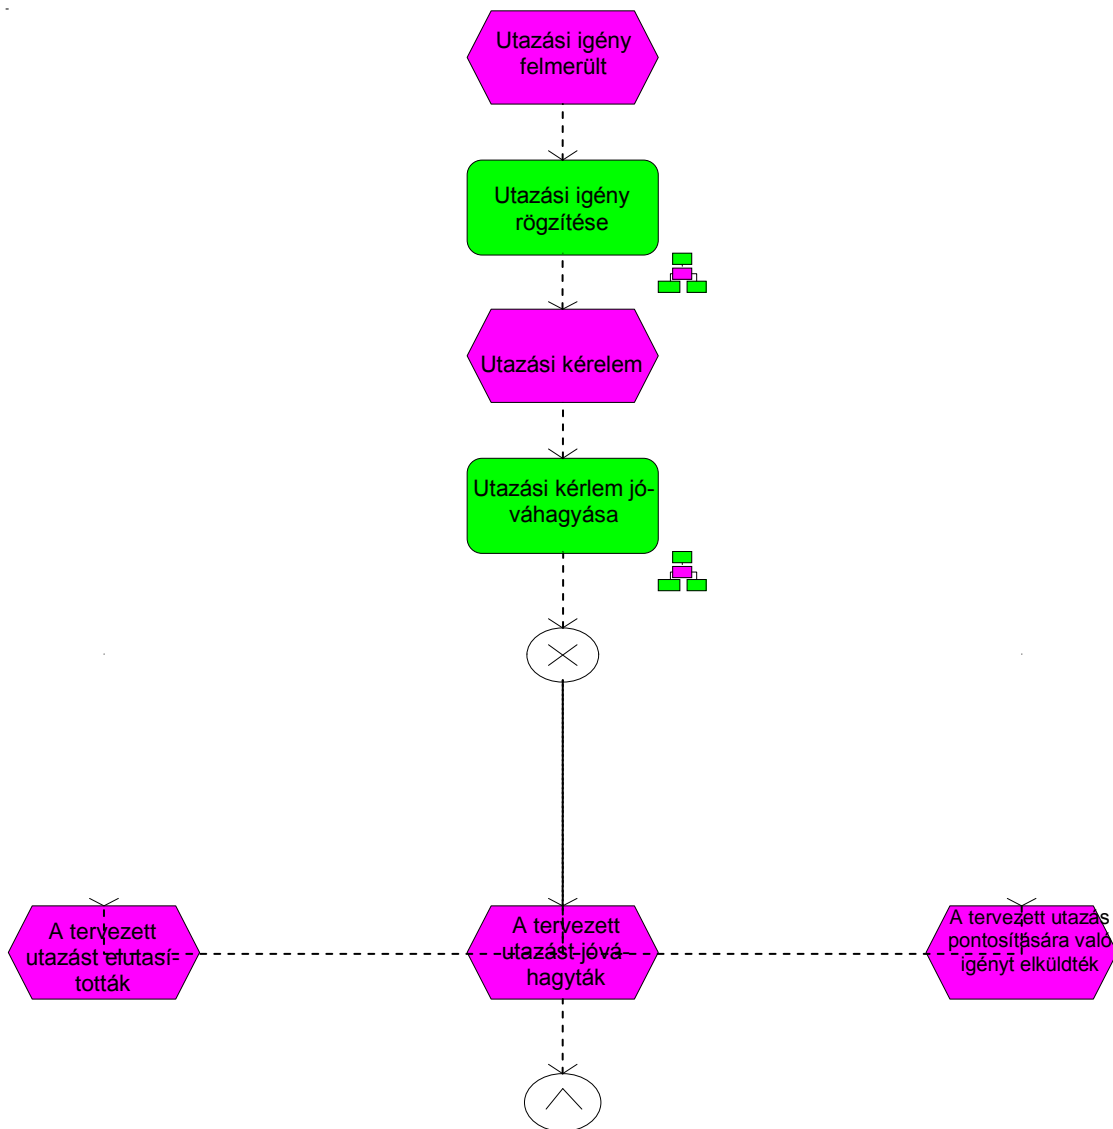 Utazási igény
felmerült
Utazási igény
rögzítése
Utazási kérelem
Utazási kérlem jó-
váhagyása
A tervezett
utazást elutasí-
tották
A tervezett
utazást jóvá-
hagyták
A tervezett utazás
pontosítására való
igényt elküldték